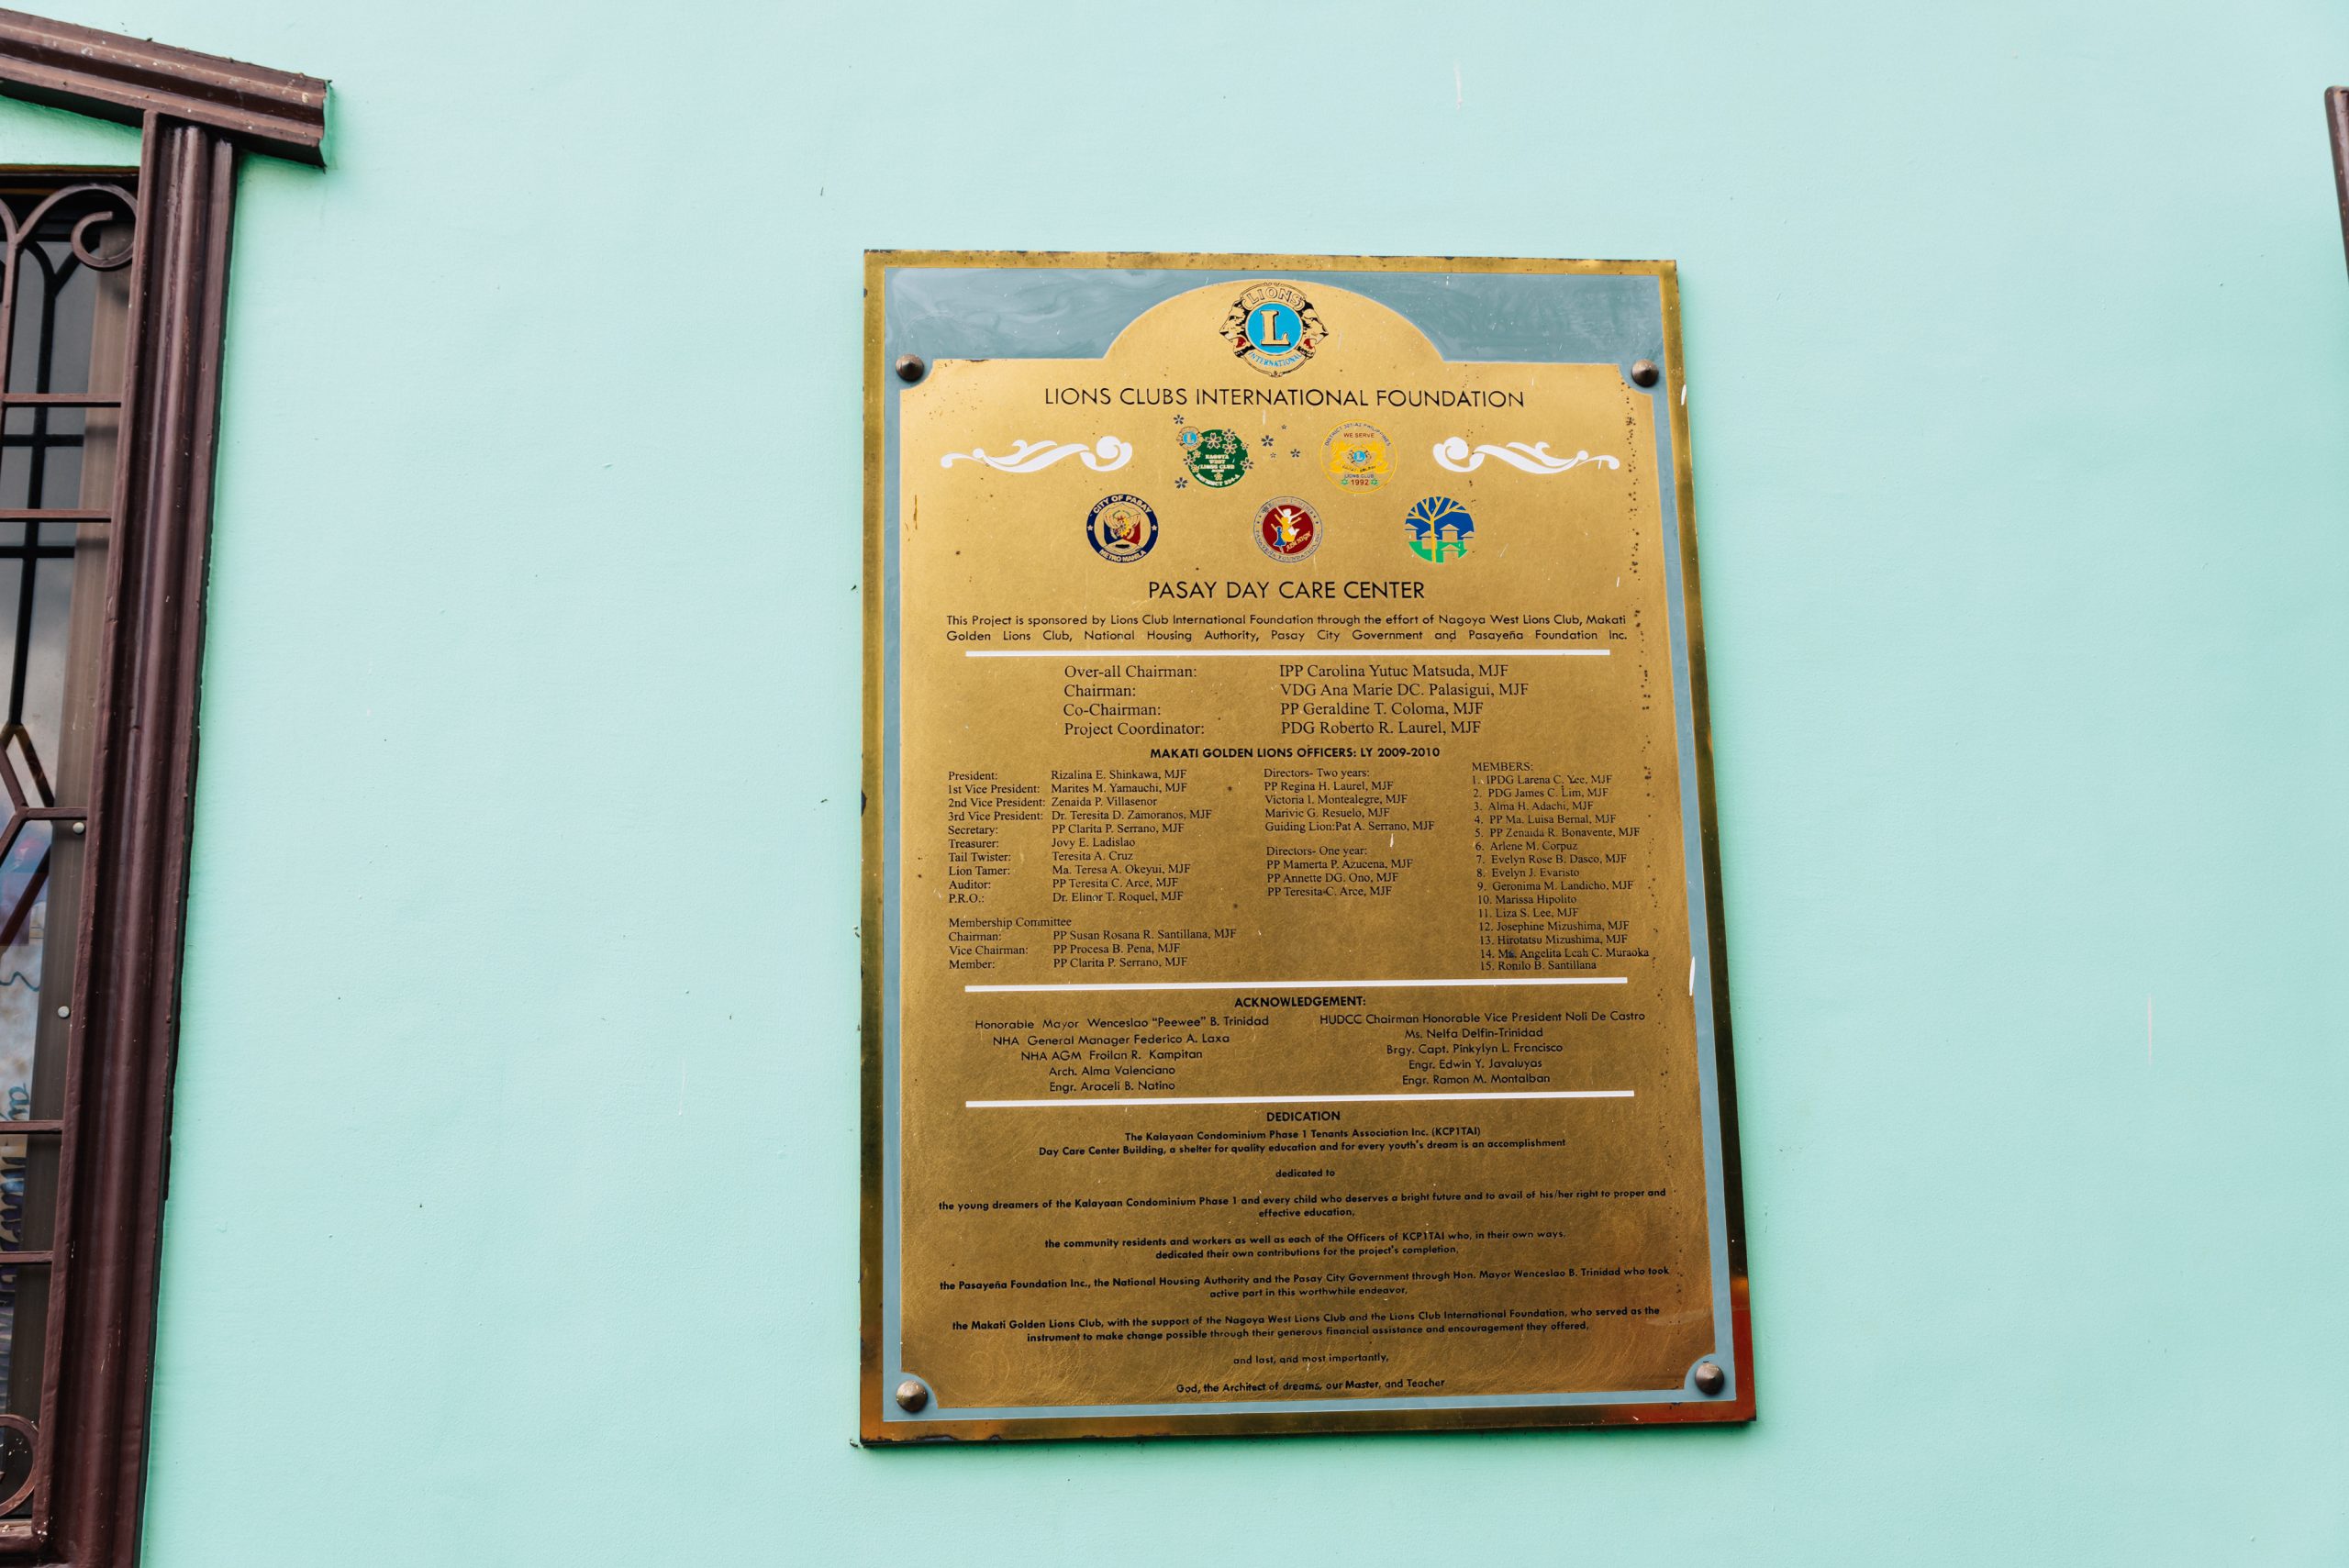 LIONS
L
INTERNATIONAL
LIONS CLUBS INTERNATIONAL FOUNDATION
NAGOYA
WEST
LIONS CLUB
WE SERVE
LIONS CLUB
1992
CITY OF PASAY
METRO MANILA
PASAY DAY CARE CENTER
This Project is sponsored by Lions Club International Foundation through the effort of Nagoya West Lions Club, Makati
Golden Lions Club, National Housing Authority, Pasay City Government and Pasayeña Foundation Inc.
Over-all Chairman: IPP Carolina Yutuc Matsuda, MJF
Chairman: VDG Ana Marie DC. Palasigui, MJF
Co-Chairman: PP Geraldine T. Coloma, MJF
Project Coordinator: PDG Roberto R. Laurel, MJF
MAKATI GOLDEN LIONS OFFICERS: LY 2009-2010
President: Rizalina E. Shinkawa, MJF
1st Vice President: Marites M. Yamauchi, MJF
2nd Vice President: Zenaida P. Villasenor
3rd Vice President: Dr. Teresita D. Zamoranos, MJF
Secretary: PP Clarita P. Serrano, MJF
Treasurer: Jovy E. Ladislao
Tail Twister: Teresita A. Cruz
Lion Tamer: Ma. Teresa A. Okeyui, MJF
Auditor: PP Teresita C. Arce, MJF
P.R.O.: Dr. Elinor T. Roquel, MJF
Membership Committee
Chairman: PP Susan Rosana R. Santillana, MJF
Vice Chairman: PP Procesa B. Pena, MJF
Member: PP Clarita P. Serrano, MJF
Directors- Two years:
PP Regina H. Laurel, MJF
Victoria I. Montealegre, MJF
Marivic G. Resuelo, MJF
Guiding Lion:Pat A. Serrano, MJF
Directors- One year:
PP Mamerta P. Azucena, MJF
PP Annette DG. Ono, MJF
PP Teresita C. Arce, MJF
MEMBERS:
1. IPDG Larena C. Yee, MJF
2. PDG James C. Lim, MJF
3. Alma H. Adachi, MJF
4. PP Ma. Luisa Bernal, MJF
5. PP Zenaida R. Bonavente, MJF
6. Arlene M. Corpuz
7. Evelyn Rose B. Dasco, MJF
8. Evelyn J. Evaristo
9. Geronima M. Landicho, MJF
10. Marissa Hipolito
11. Liza S. Lee, MJF
12. Josephine Mizushima, MJF
13. Hirotatsu Mizushima, MJF
14. Ms. Angelita Leah C. Muraoka
15. Ronilo B. Santillana
ACKNOWLEDGEMENT:
Honorable Mayor Wenceslao “Peewee” B. Trinidad
NHA General Manager Federico A. Laxa
NHA AGM Froilan R. Kampitan
Arch. Alma Valenciano
Engr. Araceli B. Natino
HUDCC Chairman Honorable Vice President Noli De Castro
Ms. Nelfa Delfin-Trinidad
Brgy. Capt. Pinkylyn L. Francisco
Engr. Edwin Y. Javaluyas
Engr. Ramon M. Montalban
DEDICATION
The Kalayaan Condominium Phase 1 Tenants Association Inc. (KCP1TAI)
Day Care Center Building, a shelter for quality education and for every youth's dream is an accomplishment
dedicated to
the young dreamers of the Kalayaan Condominium Phase 1 and every child who deserves a bright future and to avail of his/her right to proper and
effective education,
the community residents and workers as well as each of the Officers of KCP1TAI who, in their own ways,
dedicated their own contributions for the project's completion,
the Pasayeña Foundation Inc., the National Housing Authority and the Pasay City Government through Hon. Mayor Wenceslao B. Trinidad who took
active part in this worthwhile endeavor,
the Makati Golden Lions Club, with the support of the Nagoya West Lions Club and the Lions Club International Foundation, who served as the
instrument to make change possible through their generous financial assistance and encouragement they offered,
and last, and most importantly,
God, the Architect of dreams, our Master, and Teacher